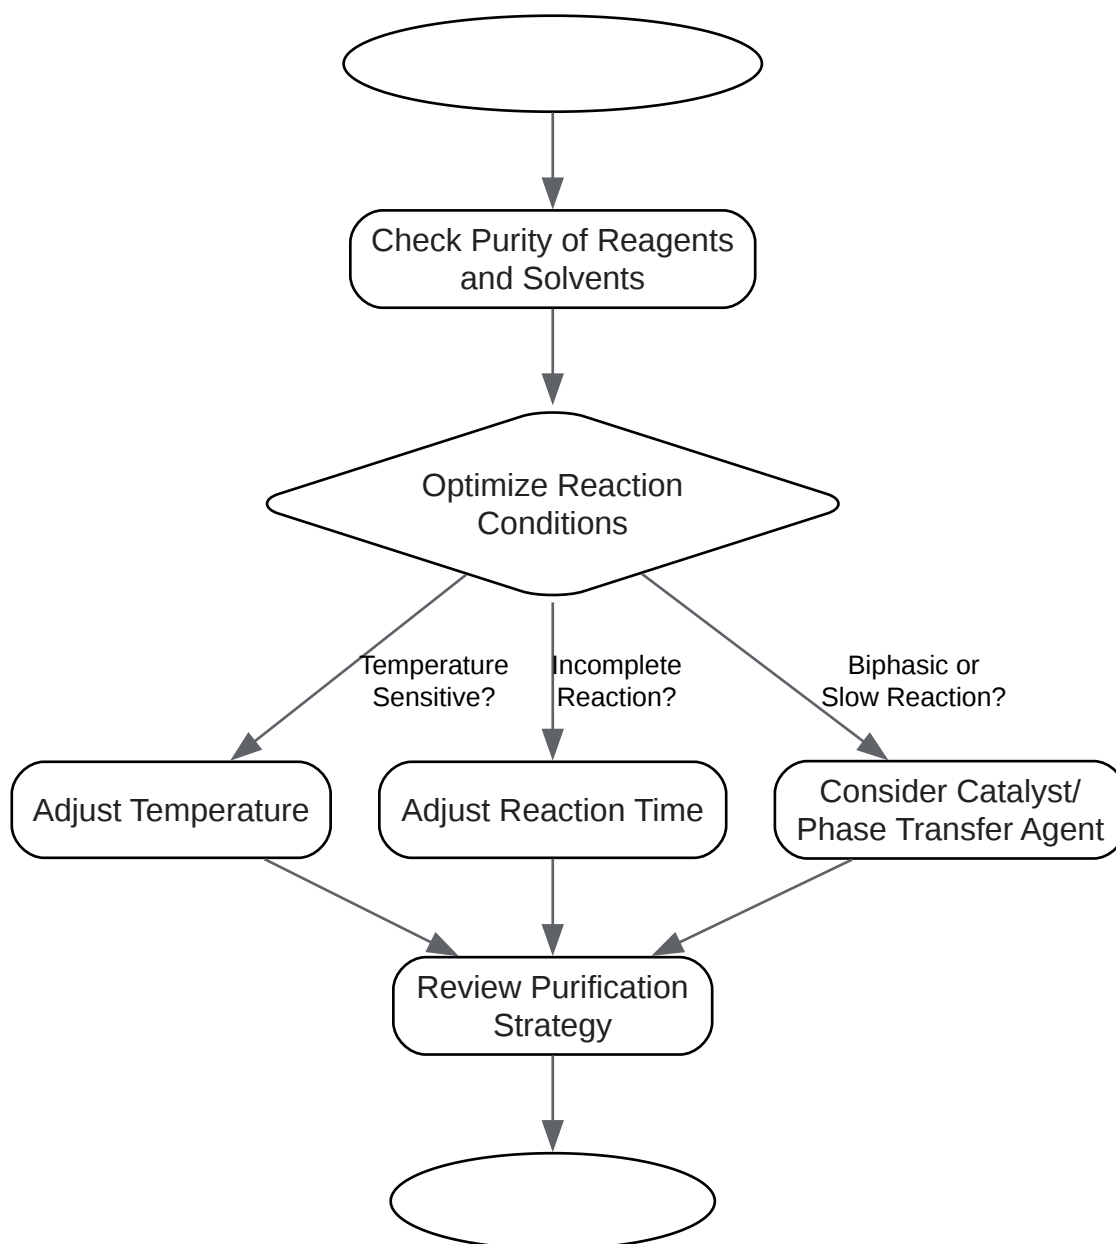 Check Purity of Reagents
and Solvents
Optimize Reaction
Conditions
Temperature
Sensitive?
Incomplete
Reaction?
Biphasic or
Slow Reaction?
Adjust Temperature
Adjust Reaction Time
Consider Catalyst/
Phase Transfer Agent
Review Purification
Strategy